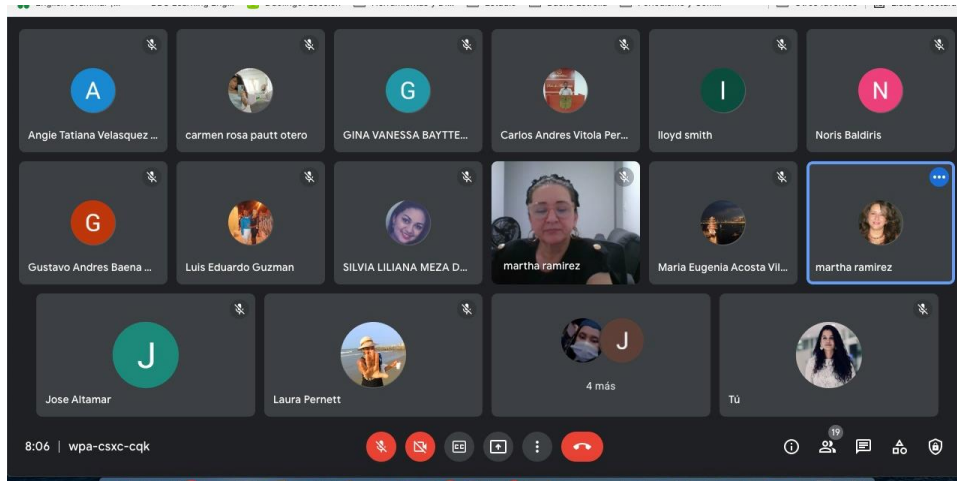 A
Angie Tatiana Velasquez ...
carmen rosa pautt otero
G
GINA VANESSA BAYTTE...
Carlos Andres Vitola Per...
I
lloyd smith
N
Noris Baldiris
G
Gustavo Andres Baena ...
Luis Eduardo Guzman
SILVIA LILIANA MEZA D...
martha ramirez
Maria Eugenia Acosta Vil...
martha ramirez
J
Jose Altamar
Laura Pernett
J
4 más
Tú
8:06 | wpa-csxc-cqk
CC
19